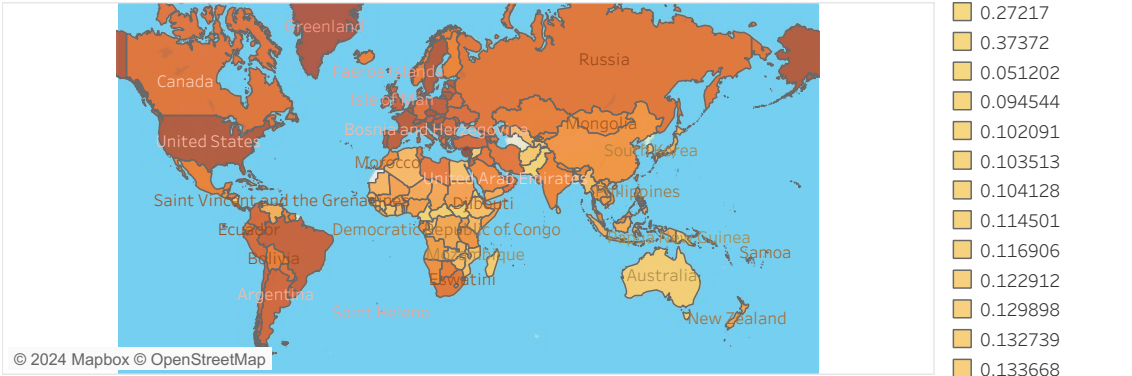 Greenland
Faeroe Islands
Russia
Canada
Isle of Man
Bosnia and Herzegovina
Mongolia
United States
South Korea
Morocco
United Arab Emirates
Philippines
Saint Vincent and the Grenadines
Djibouti
Ecuador
Democratic Republic of Congo
Papua New Guinea
Bolivia
Mozambique
Samoa
Australia
Eswatini
Argentina
Saint Helena
New Zealand
© 2024 Mapbox © OpenStreetMap
0.27217
0.37372
0.051202
0.094544
0.102091
0.103513
0.104128
0.114501
0.116906
0.122912
0.129898
0.132739
0.133668